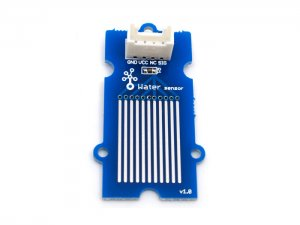 GND VCC NC SIG
Water sensor
v1.0